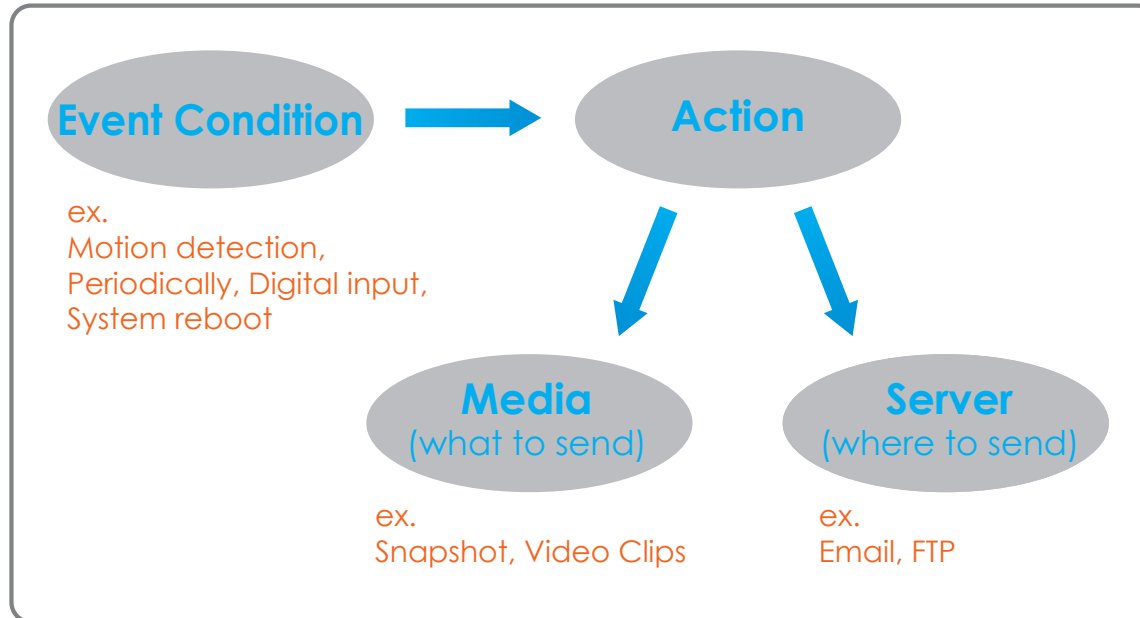 Event Condition
Action
ex.
Motion detection,
Periodically, Digital input,
System reboot
Media
(what to send)
Server
(where to send)
ex.
Snapshot, Video Clips
ex.
Email, FTP